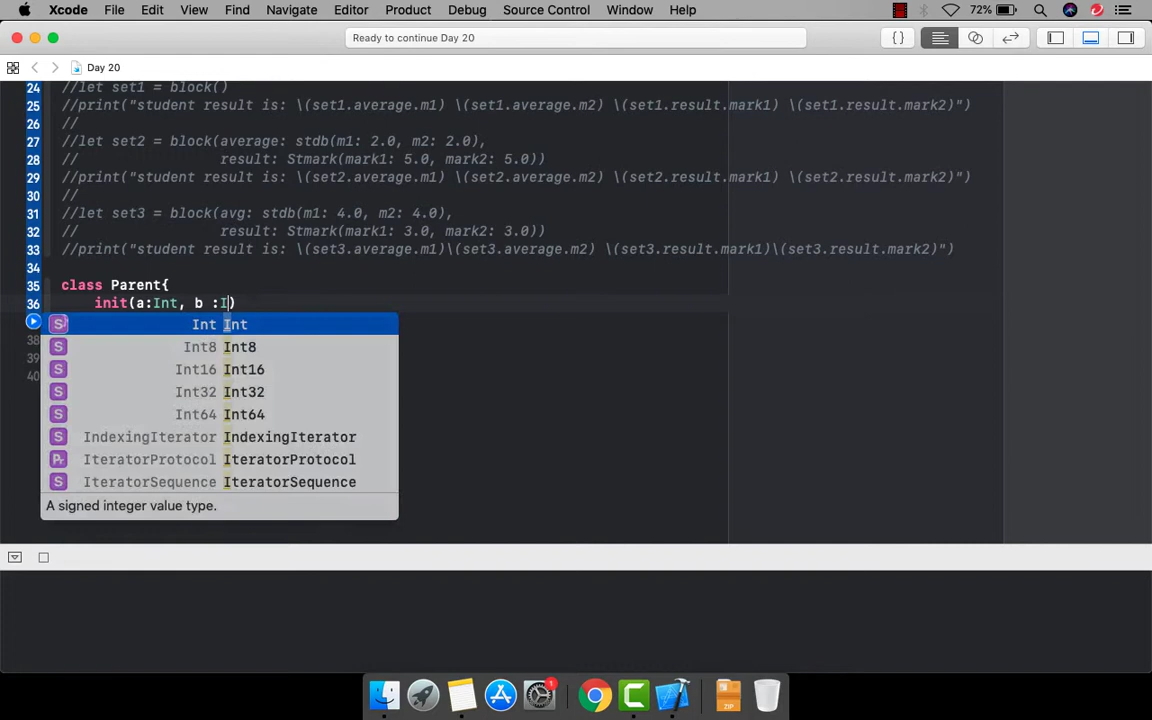 Xcode File Edit View Find Navigate Editor Product Debug Source Control Window Help 72%
Ready to continue Day 20
{ }
Day 20
24 //let set1 = block()
25 //print("student result is: \(set1.average.m1) \(set1.average.m2) \(set1.result.mark1) \(set1.result.mark2)")
26 //
27 //let set2 = block(average: stdb(m1: 2.0, m2: 2.0),
28 // result: Stmark(mark1: 5.0, mark2: 5.0))
29 //print("student result is: \(set2.average.m1) \(set2.average.m2) \(set2.result.mark1) \(set2.result.mark2)")
30 //
31 //let set3 = block(avg: stdb(m1: 4.0, m2: 4.0),
32 // result: Stmark(mark1: 3.0, mark2: 3.0))
33 //print("student result is: \(set3.average.m1)\(set3.average.m2) \(set3.result.mark1)\(set3.result.mark2)")
34
35 class Parent{
36 init(a:Int, b :I)
S Int Int
38 S Int8 Int8
39 S Int16 Int16
40 S Int32 Int32
S Int64 Int64
S IndexingIterator IndexingIterator
Pr IteratorProtocol IteratorProtocol
S IteratorSequence IteratorSequence
A signed integer value type.
1
ZIP